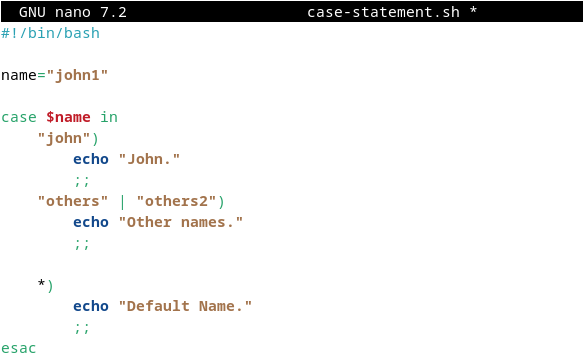 GNU nano 7.2                    case-statement.sh *
#!/bin/bash

name="john1"

case $name in
    "john")
        echo "John."
        ;;
    "others" | "others2")
        echo "Other names."
        ;;

    *)
        echo "Default Name."
        ;;
esac